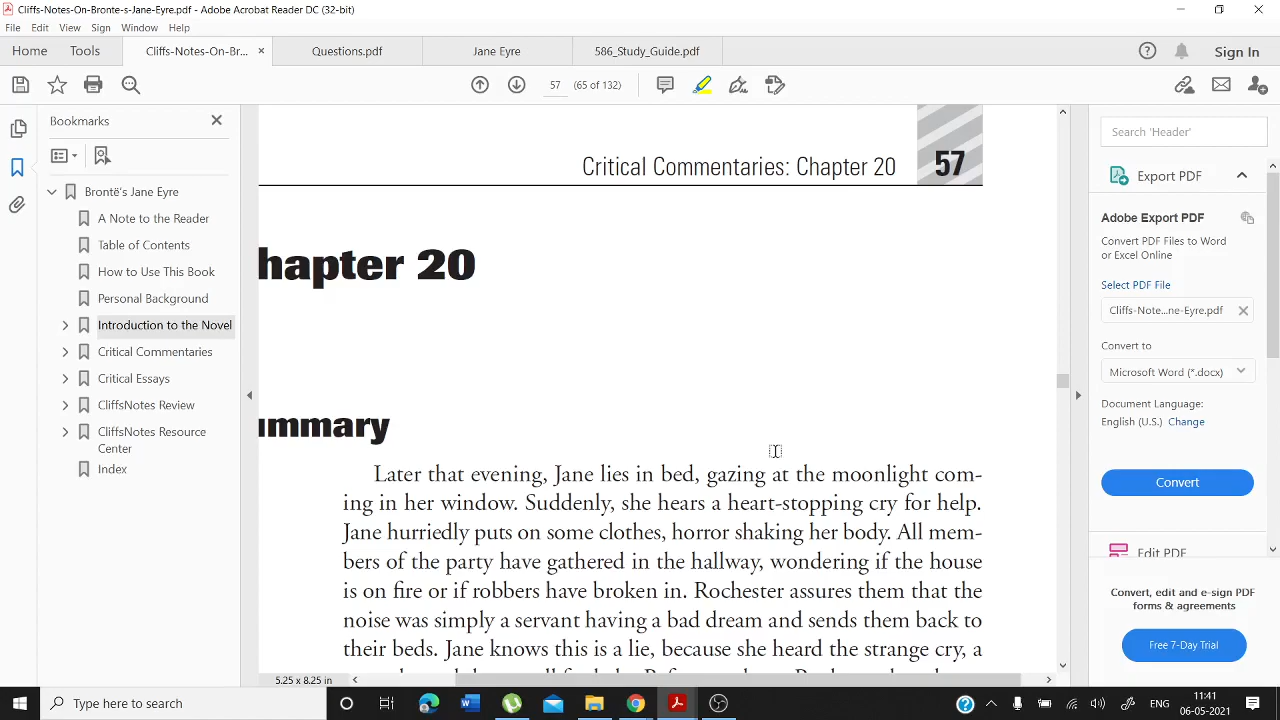 Cliffs-Notes-On-Bronte-s-Jane-Eyre.pdf - Adobe Acrobat Reader DC (32-bit)
File Edit View Sign Window Help
Home Tools Cliffs-Notes-On-Br... × Questions.pdf Jane Eyre 586_Study_Guide.pdf Sign In
57 (65 of 132)
Bookmarks
Brontë's Jane Eyre
A Note to the Reader
Table of Contents
How to Use This Book
Personal Background
Introduction to the Novel
Critical Commentaries
Critical Essays
CliffsNotes Review
CliffsNotes Resource
Center
Index
Critical Commentaries: Chapter 20 57
hapter 20
ummary
Later that evening, Jane lies in bed, gazing at the moonlight com-
ing in her window. Suddenly, she hears a heart-stopping cry for help.
Jane hurriedly puts on some clothes, horror shaking her body. All mem-
bers of the party have gathered in the hallway, wondering if the house
is on fire or if robbers have broken in. Rochester assures them that the
noise was simply a servant having a bad dream and sends them back to
their beds. Jane knows this is a lie, because she heard the strange cry, a
5.25 x 8.25 in
Search 'Header'
Export PDF
Adobe Export PDF
Convert PDF Files to Word
or Excel Online
Select PDF File
Cliffs-Note...ne-Eyre.pdf
Convert to
Microsoft Word (*.docx)
Document Language:
English (U.S.) Change
Convert
Edit PDF
Convert, edit and e-sign PDF
forms & agreements
Free 7-Day Trial
Type here to search
ENG
11:41
06-05-2021